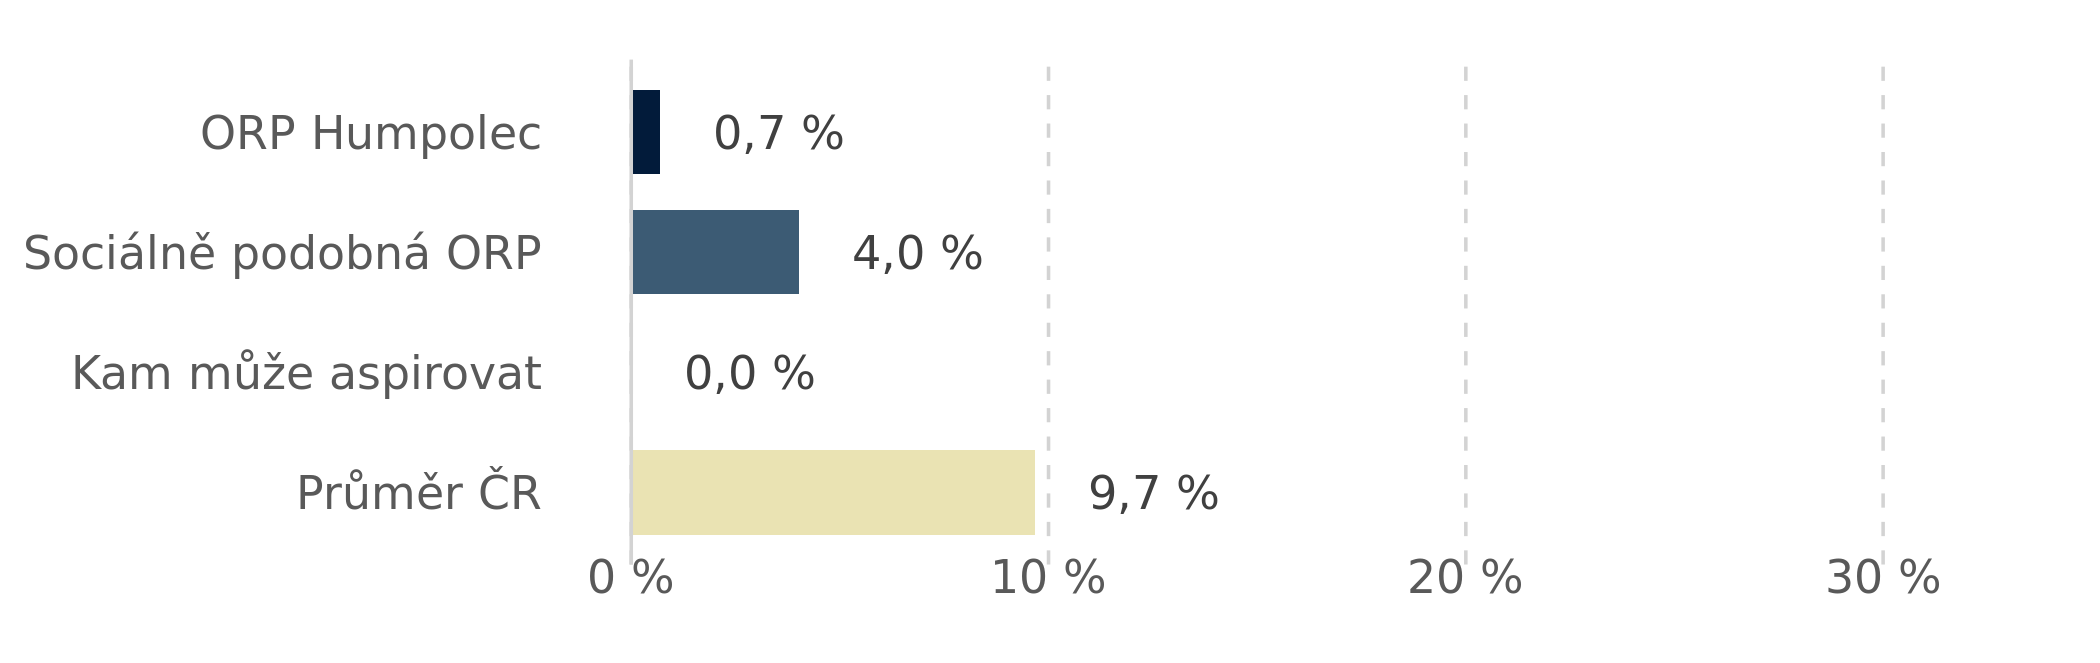 ORP Humpolec 0,7 %
Sociálně podobná ORP 4,0 %
Kam může aspirovat 0,0 %
Průměr ČR 9,7 %
0 % 10 % 20 % 30 %